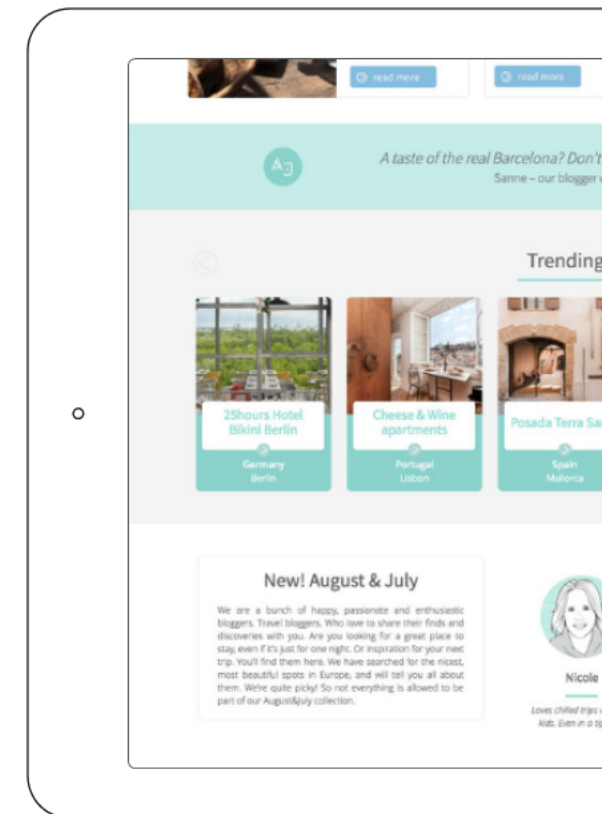 read more
read more
A taste of the real Barcelona? Don't
Sanne – our blogger
Trending
25hours Hotel
Bikini Berlin
Germany
Berlin
Cheese & Wine
apartments
Portugal
Lisbon
Posada Terra
Spain
Mallorca
New! August & July
We are a bunch of happy, passionate and enthusiastic
bloggers. Travel bloggers. Who love to share their finds and
discoveries with you. Are you looking for a great place to
stay, even if it's just for one night. Or inspiration for your next
trip. You'll find them here. We have searched for the nicest,
most beautiful spots in Europe, and will tell you all about
them. We're quite picky! So not everything is allowed to be
part of our August&July collection.
Nicole
Loves chilled trips
kids. Even in a